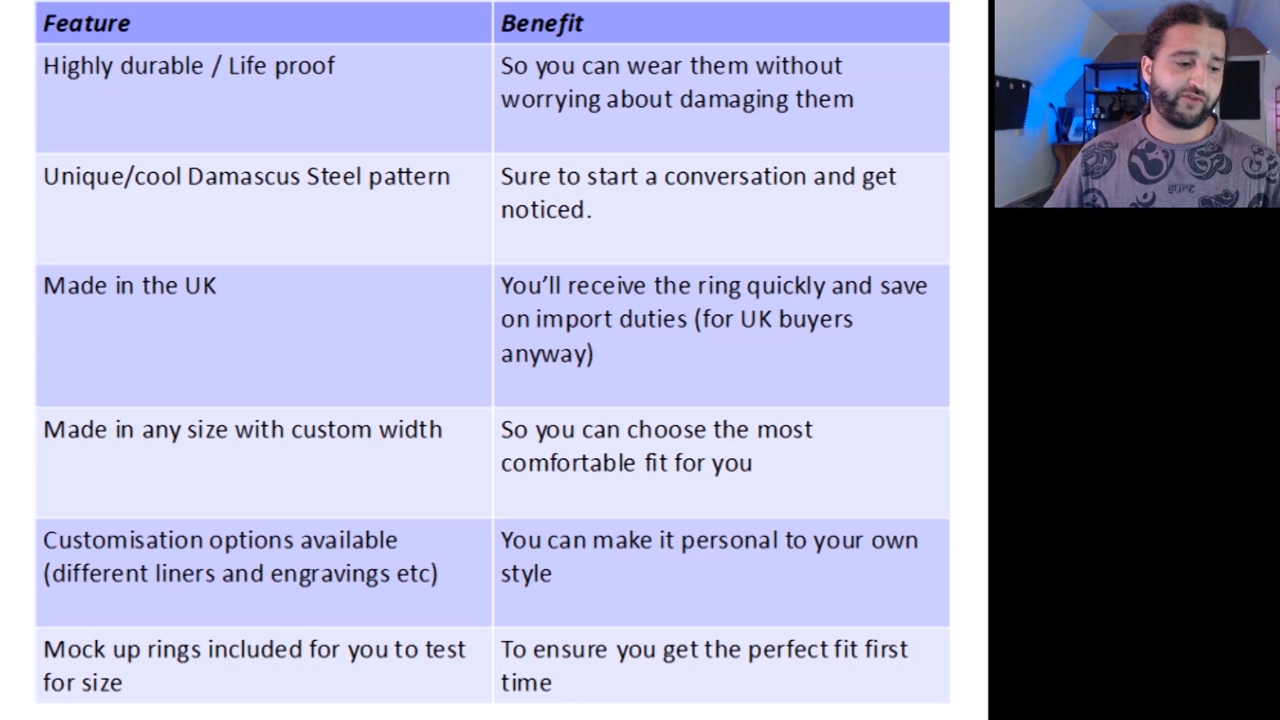 Feature
Benefit
Highly durable / Life proof
So you can wear them without
worrying about damaging them
Unique/cool Damascus Steel pattern
Sure to start a conversation and get
noticed.
Made in the UK
You’ll receive the ring quickly and save
on import duties (for UK buyers
anyway)
Made in any size with custom width
So you can choose the most
comfortable fit for you
Customisation options available
(different liners and engravings etc)
You can make it personal to your own
style
Mock up rings included for you to test
for size
To ensure you get the perfect fit first
time